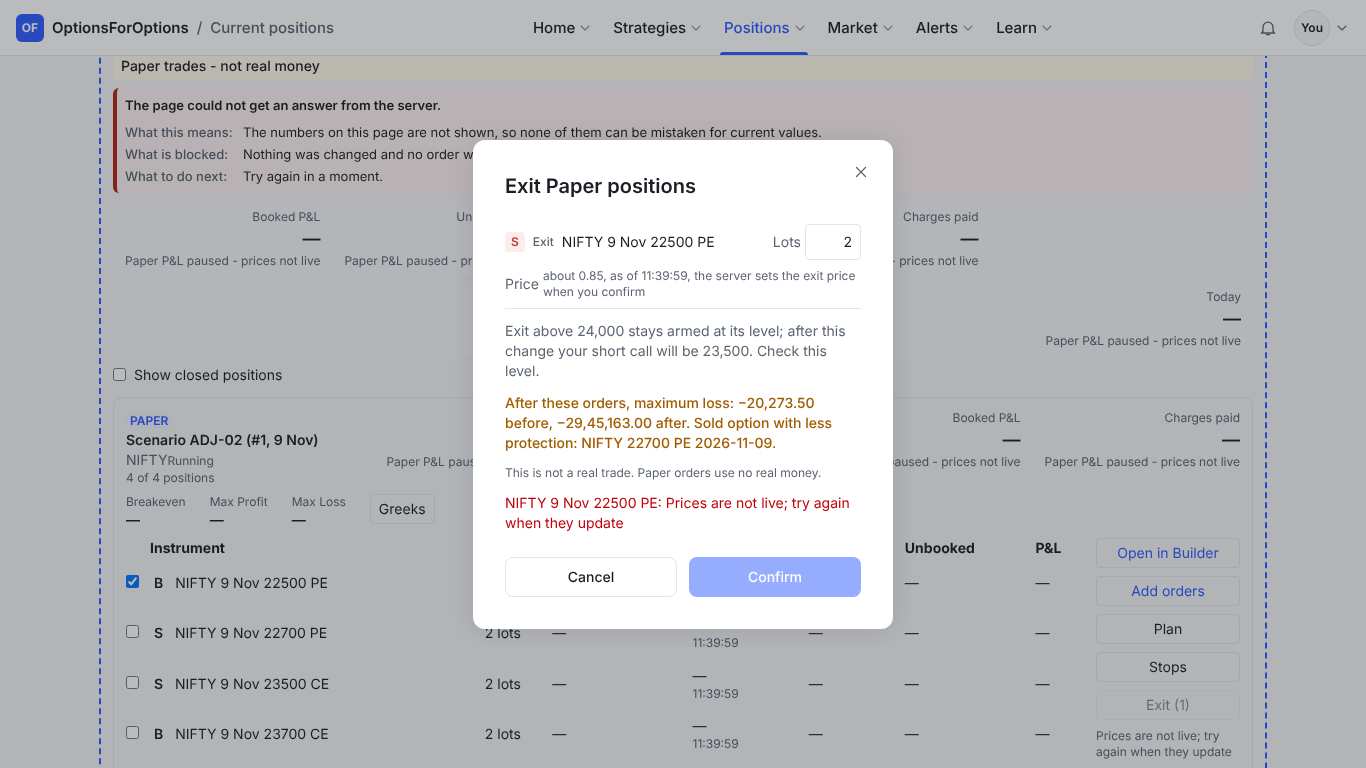 OF OptionsForOptions / Current positions Home Strategies Positions Market Alerts Learn You
Paper trades - not real money
The page could not get an answer from the server.
What this means: The numbers on this page are not shown, so none of them can be mistaken for current values.
What is blocked: Nothing was changed and no order w
What to do next: Try again in a moment.
Booked P&L Un Charges paid
— —
Paper P&L paused - prices not live Paper P&L paused - pr - prices not live
Today
—
Paper P&L paused - prices not live
Show closed positions
PAPER Booked P&L Charges paid
Scenario ADJ-02 (#1, 9 Nov) — —
NIFTY Running Paper P&L pau aused - prices not live Paper P&L paused - prices not live
4 of 4 positions
Breakeven Max Profit Max Loss Greeks
— — —
Instrument Unbooked P&L Open in Builder
B NIFTY 9 Nov 22500 PE — — Add orders
S NIFTY 9 Nov 22700 PE 2 lots — 11:39:59 — — — Plan
Stops
S NIFTY 9 Nov 23500 CE 2 lots — — 11:39:59 — — —
Exit (1)
B NIFTY 9 Nov 23700 CE 2 lots — — 11:39:59 — — —
Prices are not live; try
again when they update
Exit Paper positions
S Exit NIFTY 9 Nov 22500 PE Lots 2
Price about 0.85, as of 11:39:59, the server sets the exit price
when you confirm
Exit above 24,000 stays armed at its level; after this
change your short call will be 23,500. Check this
level.
After these orders, maximum loss: −20,273.50
before, −29,45,163.00 after. Sold option with less
protection: NIFTY 22700 PE 2026-11-09.
This is not a real trade. Paper orders use no real money.
NIFTY 9 Nov 22500 PE: Prices are not live; try again
when they update
Cancel Confirm